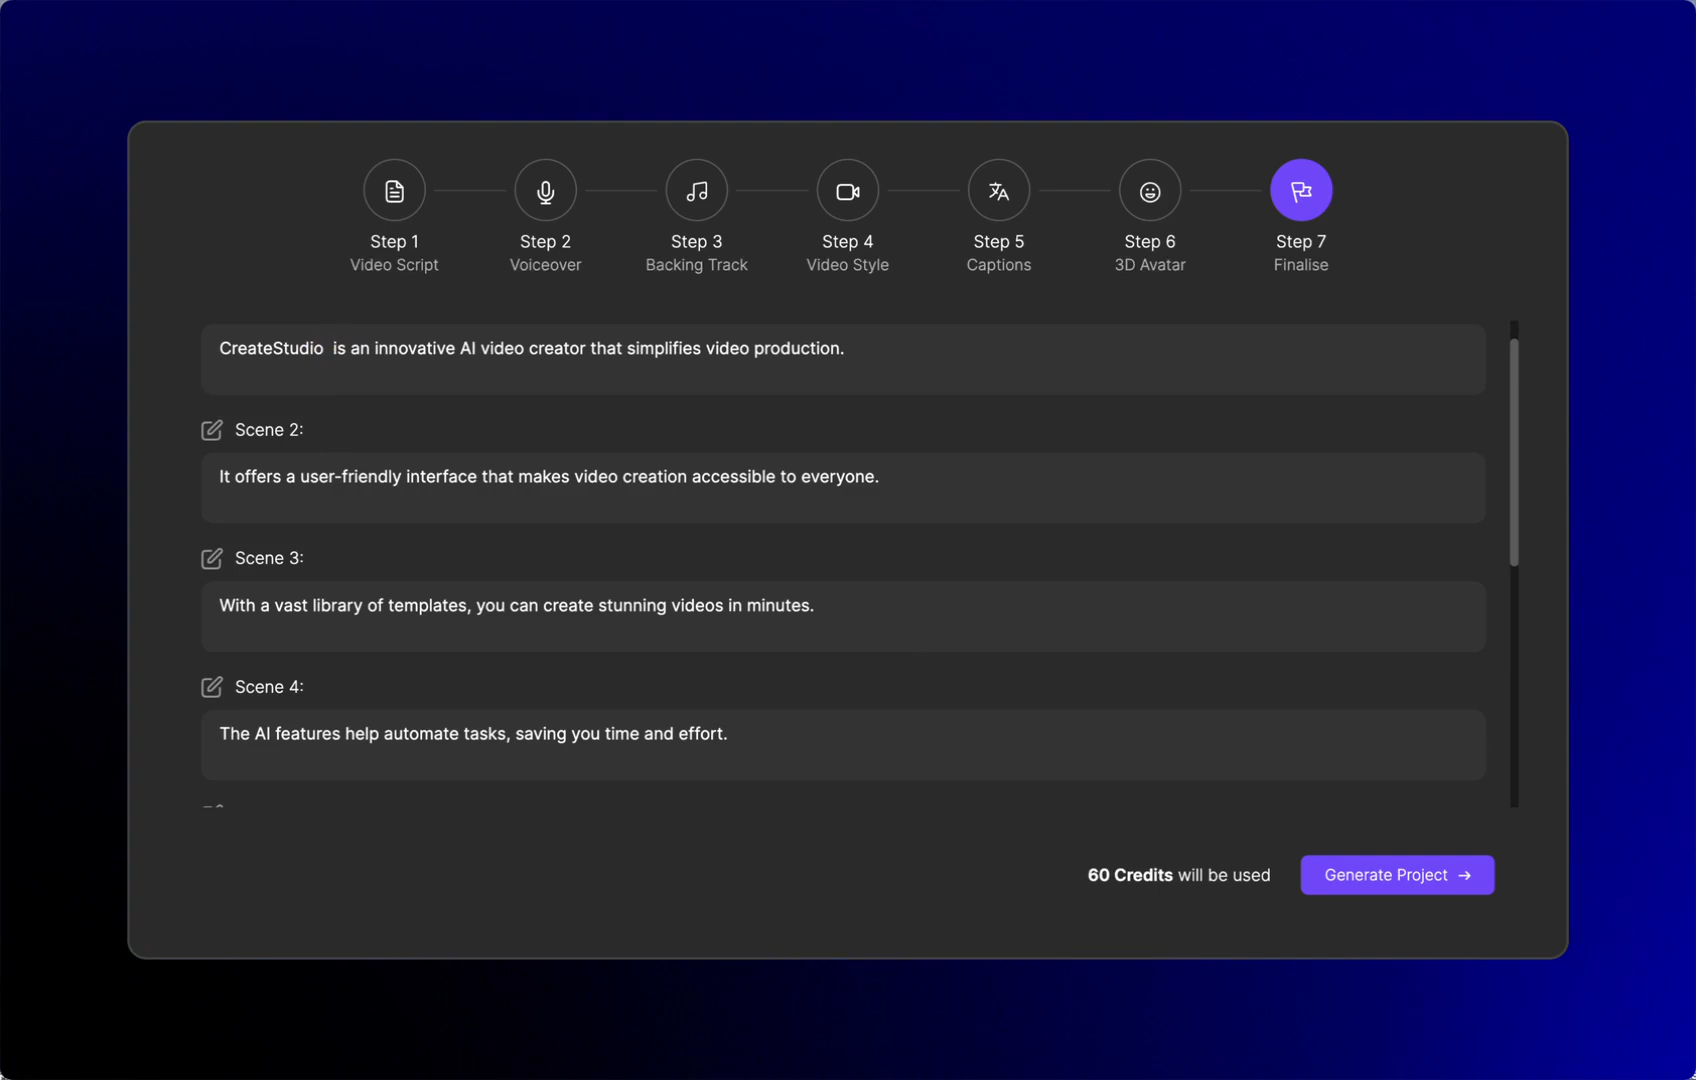 Step 1
Video Script
Step 2
Voiceover
Step 3
Backing Track
Step 4
Video Style
Step 5
Captions
Step 6
3D Avatar
Step 7
Finalise
CreateStudio is an innovative AI video creator that simplifies video production.
Scene 2:
It offers a user-friendly interface that makes video creation accessible to everyone.
Scene 3:
With a vast library of templates, you can create stunning videos in minutes.
Scene 4:
The AI features help automate tasks, saving you time and effort.
60 Credits will be used
Generate Project →